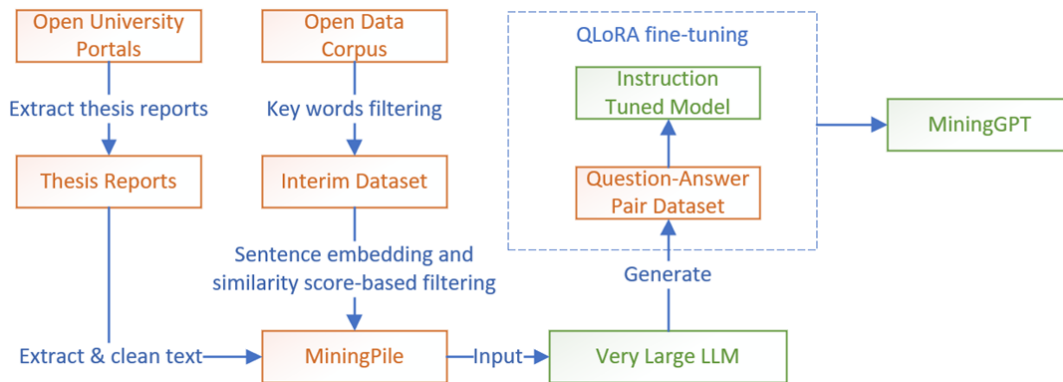 Open University
Portals
Open Data
Corpus
QLoRA fine-tuning
Instruction
Tuned Model
MiningGPT
Extract thesis reports
Key words filtering
Thesis Reports
Interim Dataset
Question-Answer
Pair Dataset
Sentence embedding and
similarity score-based filtering
Generate
Extract & clean text
MiningPile
Input
Very Large LLM